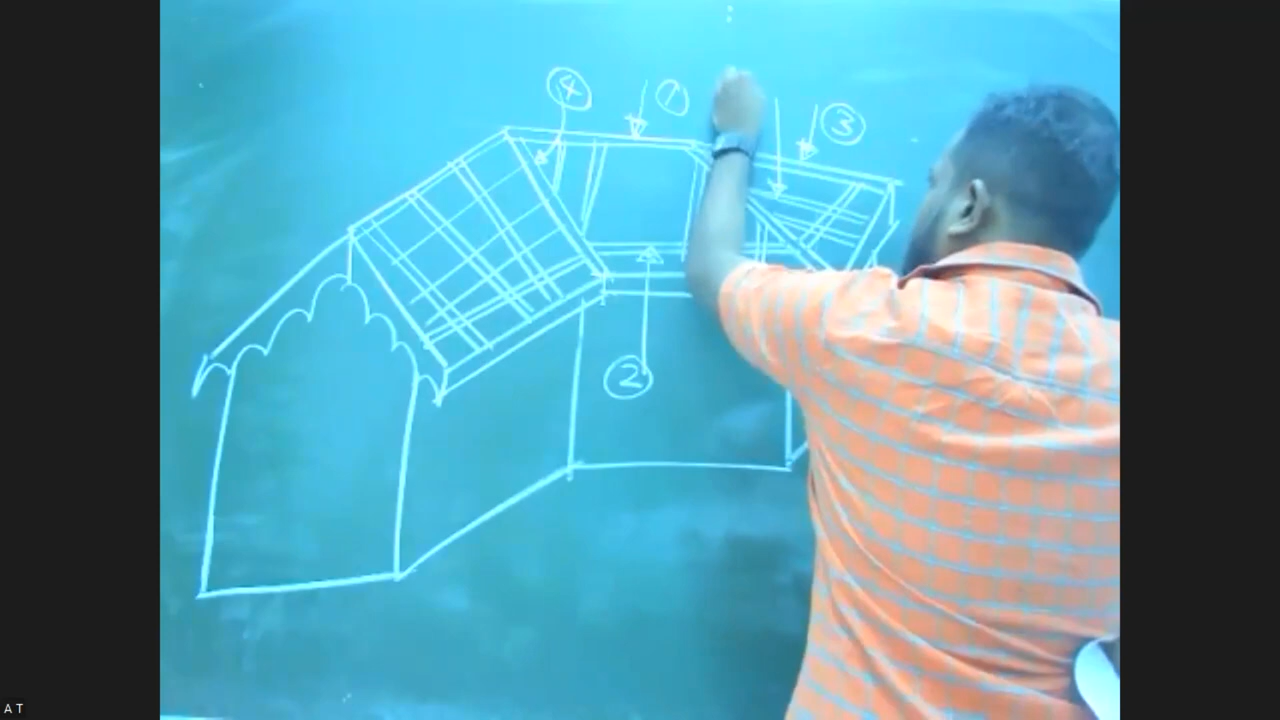 ④ ① ③
②
A T